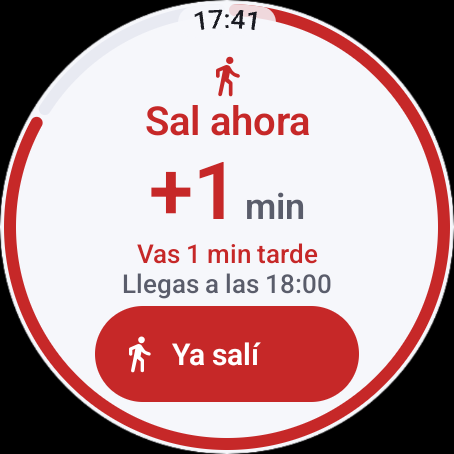 17:41
Sal ahora
+1 min
Vas 1 min tarde
Llegas a las 18:00
Ya salí